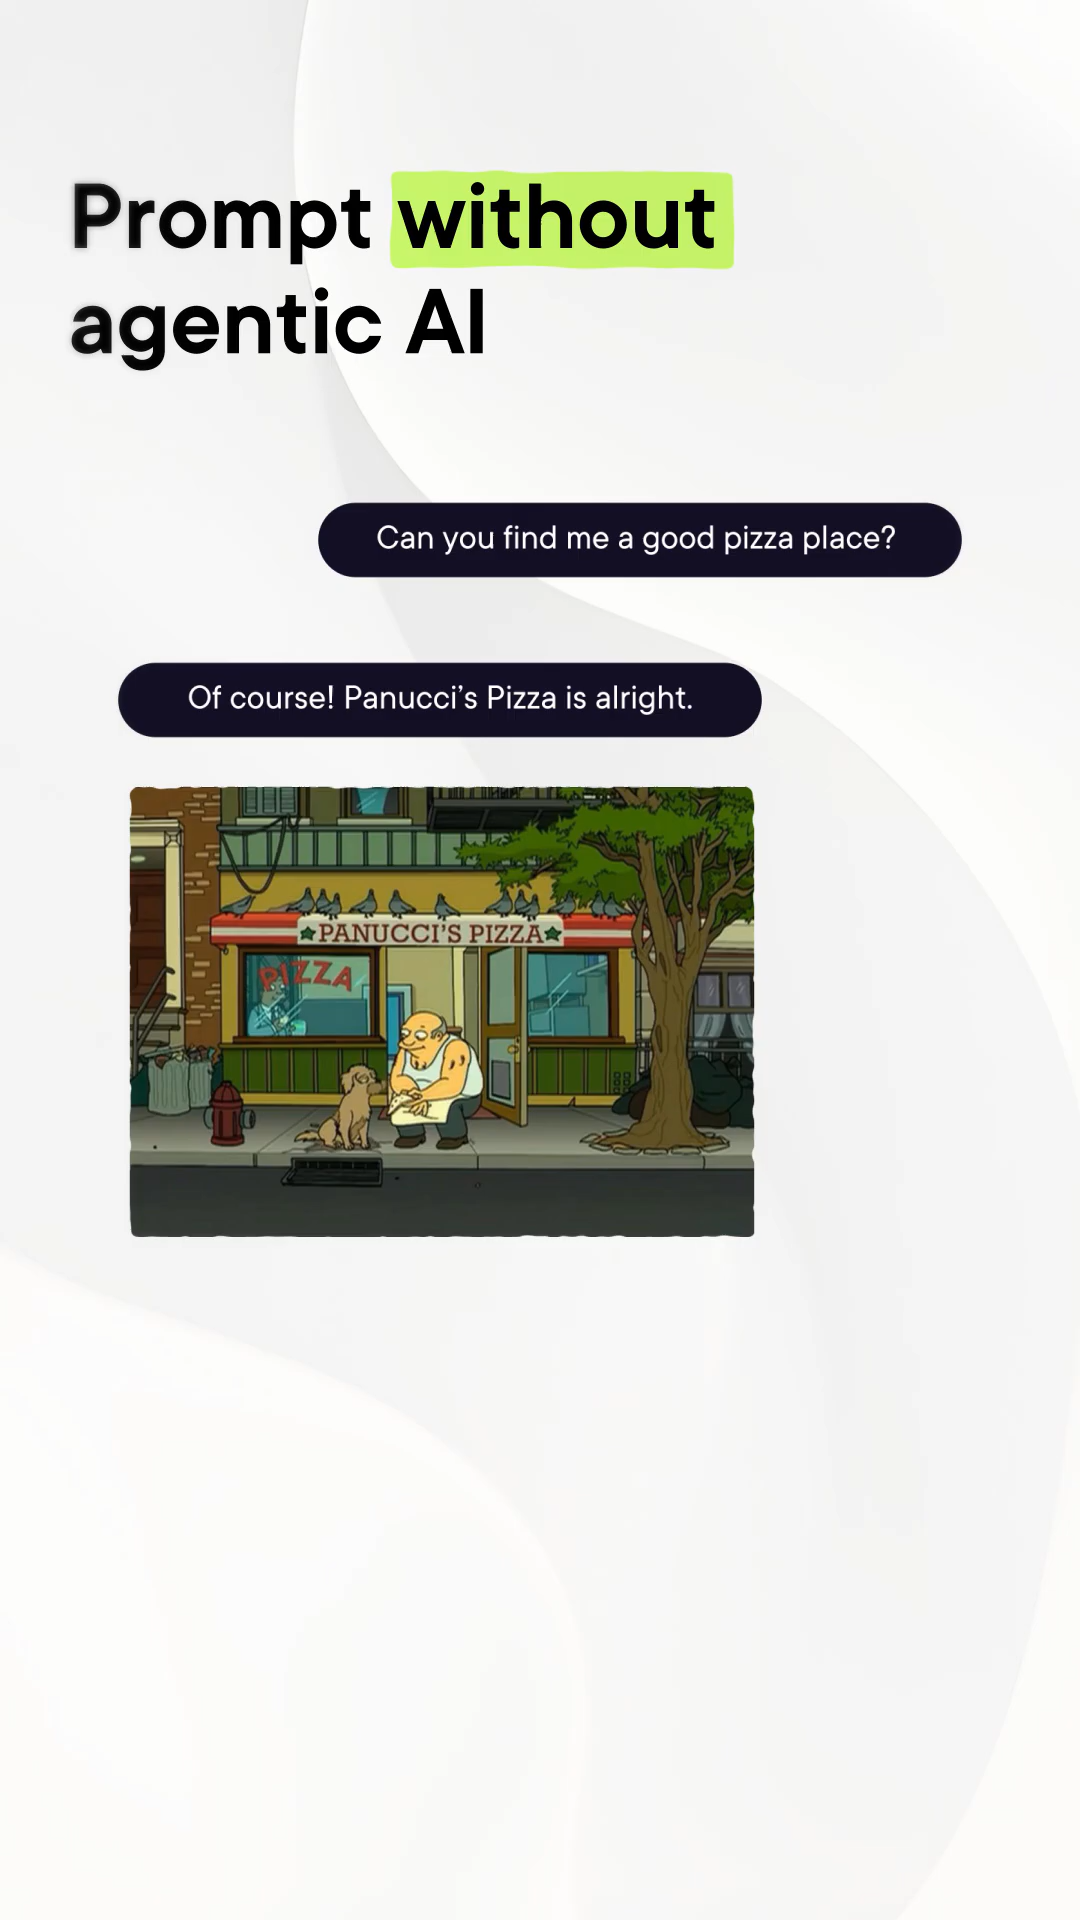 Prompt without
agentic AI
Can you find me a good pizza place?
Of course! Panucci’s Pizza is alright.
PANUCCI'S PIZZA
PIZZA